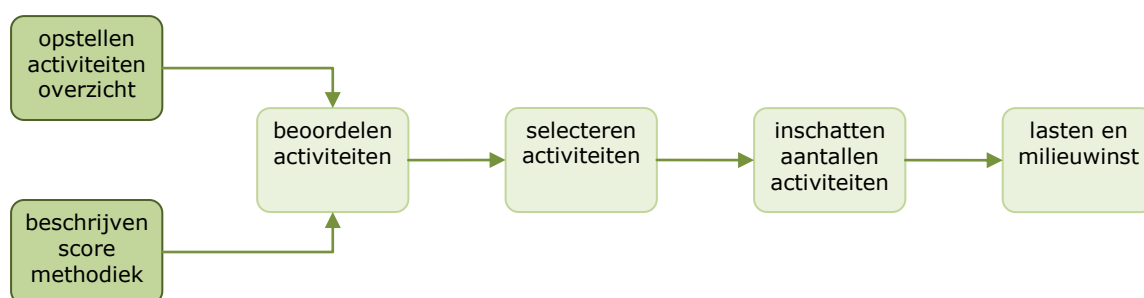 opstellen
activiteiten
overzicht
beschrijven
score
methodiek
beoordelen
activiteiten
selecteren
activiteiten
inschatten
aantallen
activiteiten
lasten en
milieuwinst